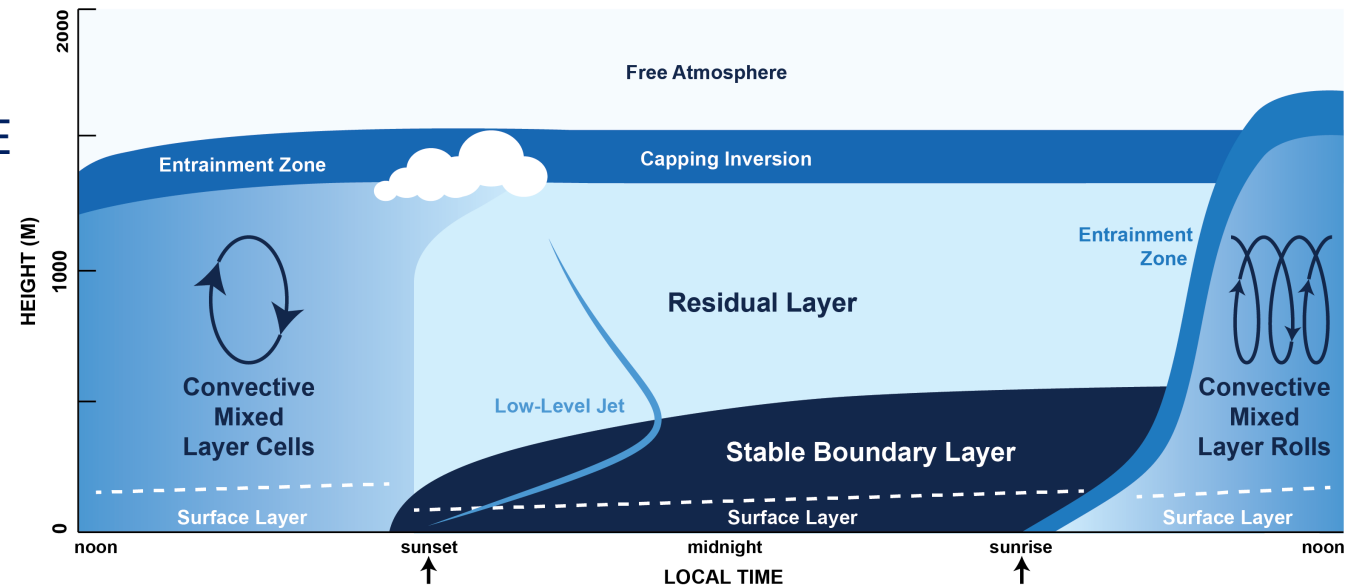 2000
Free Atmosphere
Entrainment Zone
Capping Inversion
HEIGHT (M)
1000
Entrainment
Zone
Residual Layer
Convective
Mixed
Layer Cells
Low-Level Jet
Convective
Mixed
Layer Rolls
Stable Boundary Layer
Surface Layer
Surface Layer
Surface Layer
0
noon
sunset
midnight
sunrise
noon
LOCAL TIME